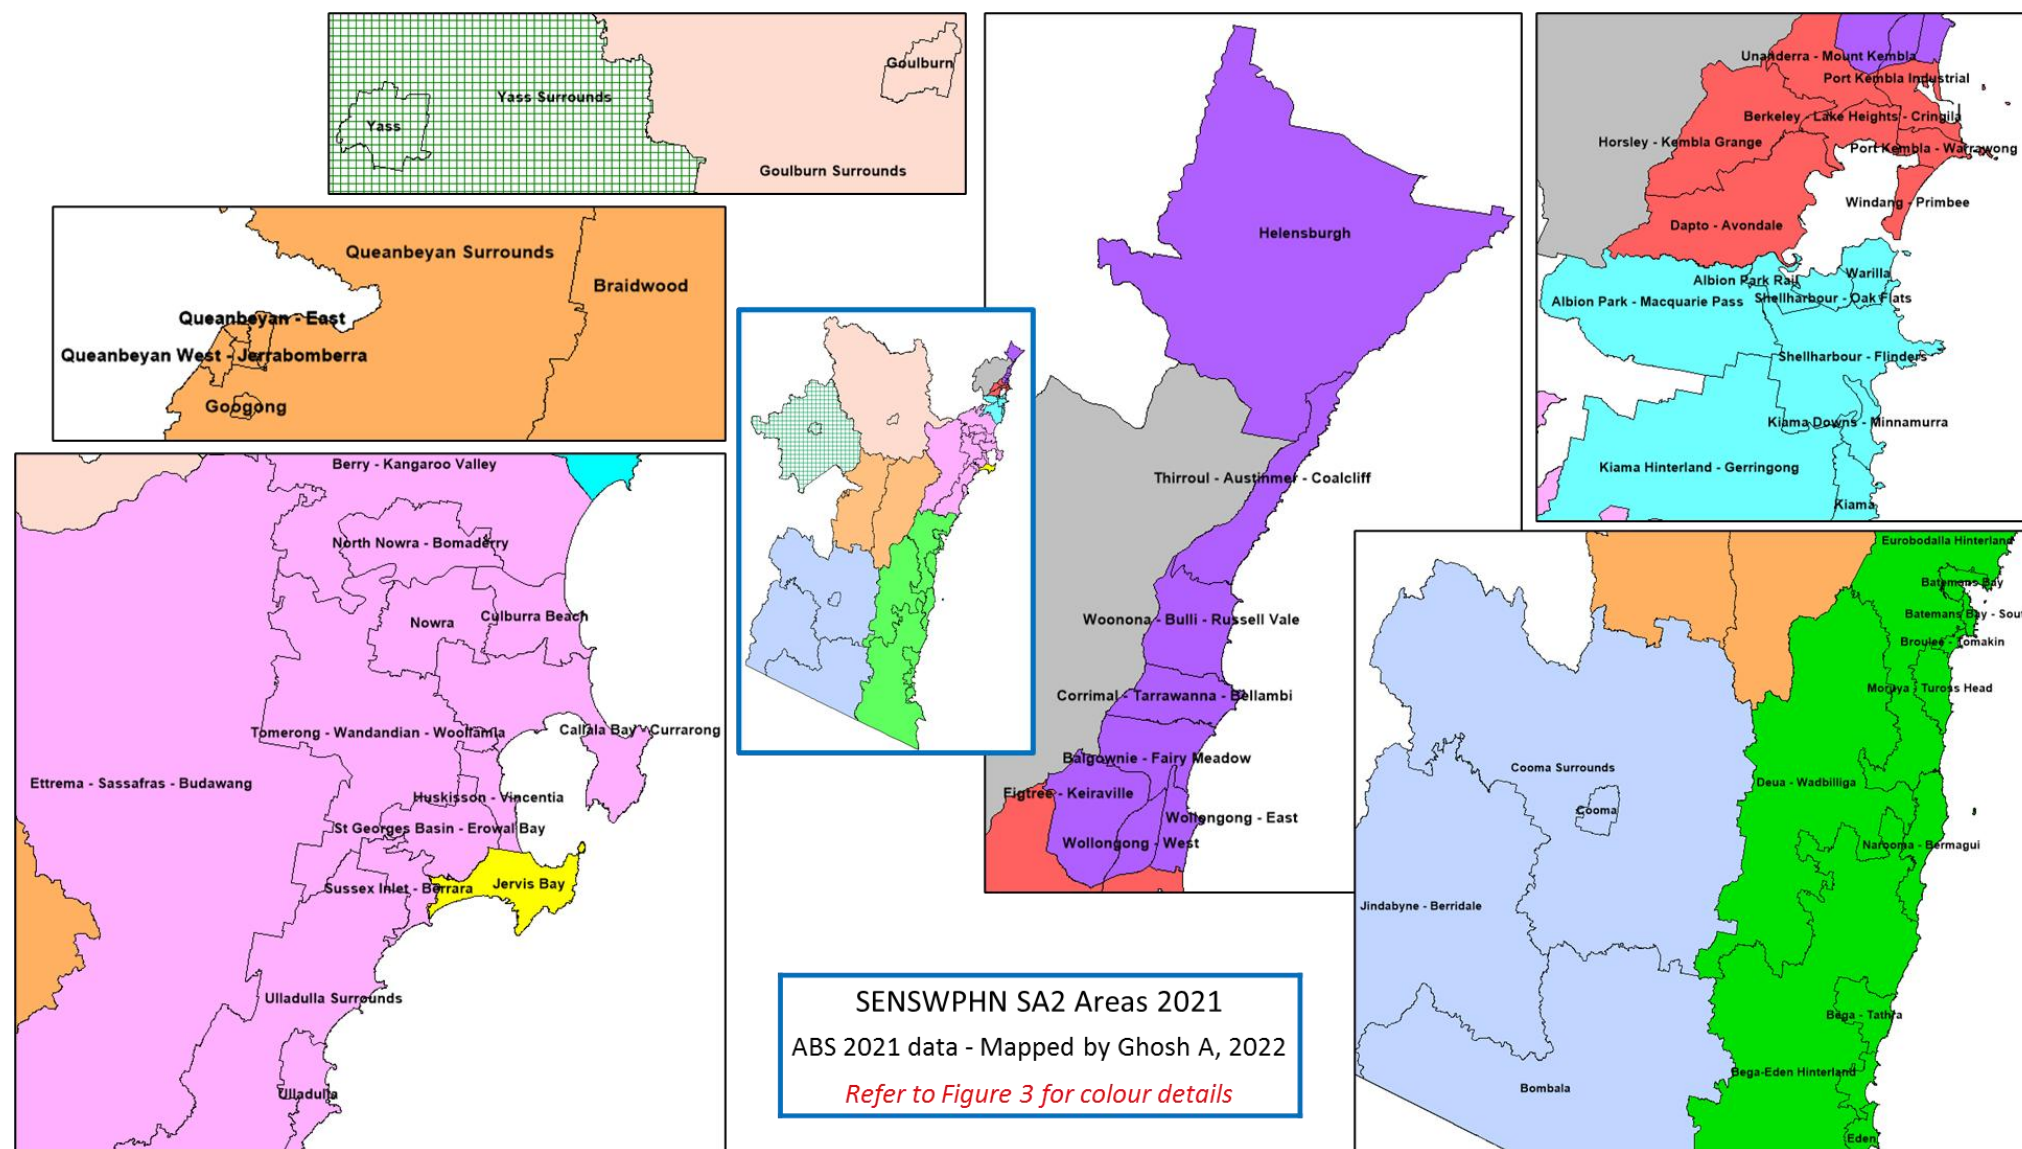 Yass Surrounds
Yass
Goulburn
Goulburn Surrounds
Queanbeyan Surrounds
Braidwood
Queanbeyan - East
Queanbeyan West - Jerrabomberra
Googong
Berry - Kangaroo Valley
North Nowra - Bomaderry
Nowra
Culburra Beach
Tomerong - Wandandian - Woollamia
Callala Bay - Currarong
Ettrema - Sassafras - Budawang
Huskisson - Vincentia
St Georges Basin - Erowal Bay
Sussex Inlet - Berrara
Jervis Bay
Ulladulla Surrounds
Ulladulla
Helensburgh
Thirroul - Austinmer - Coalcliff
Woonona - Bulli - Russell Vale
Corrimal - Tarrawanna - Bellambi
Balgownie - Fairy Meadow
Figtree - Keiraville
Wollongong - East
Wollongong - West
Unanderra - Mount Kembla
Port Kembla Industrial
Berkeley - Lake Heights - Cringila
Horsley - Kembla Grange
Port Kembla - Warrawong
Windang - Primbee
Dapto - Avondale
Albion Park Rail
Warilla
Albion Park - Macquarie Pass
Shellharbour - Oak Flats
Shellharbour - Flinders
Kiama Downs - Minnamurra
Kiama Hinterland - Gerringong
Kiama
Eurobodalla Hinterland
Batemans Bay
Batemans Bay - Sout
Broulee - Tomakin
Moruya - Tuross Head
Cooma Surrounds
Cooma
Deua - Wadbilliga
Narooma - Bermagui
Jindabyne - Berridale
Bega - Tathra
Bega-Eden Hinterland
Bombala
Eden
SENSWPHN SA2 Areas 2021
ABS 2021 data - Mapped by Ghosh A, 2022
Refer to Figure 3 for colour details